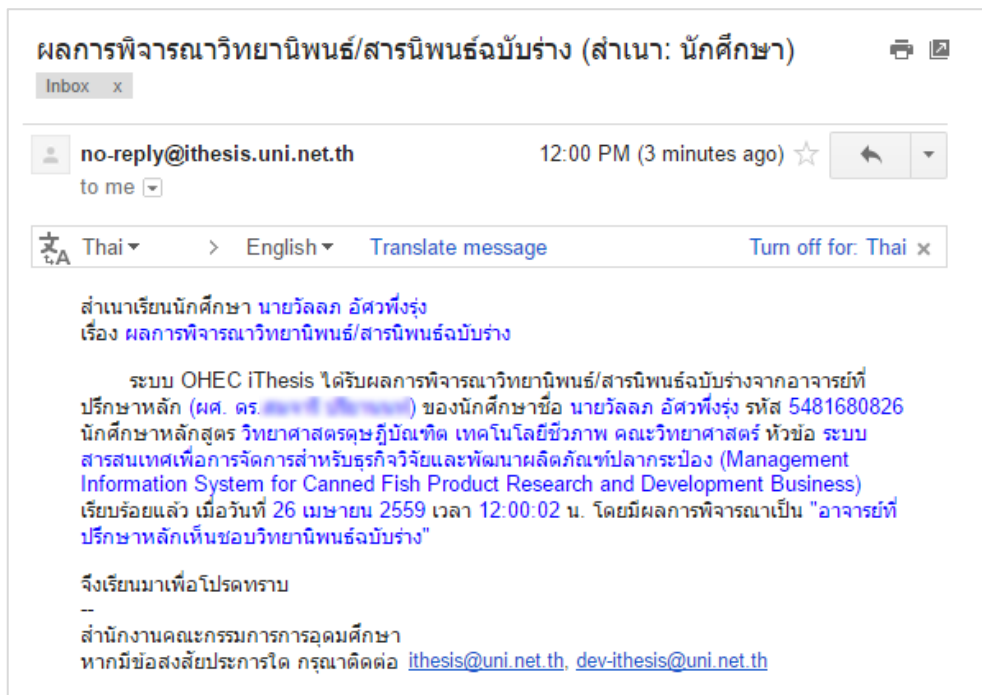 ผลการพิจารณาวิทยานิพนธ์/สารนิพนธ์ฉบับร่าง (สำเนา: นักศึกษา)
Inbox x
no-reply@ithesis.uni.net.th 12:00 PM (3 minutes ago)
to me
Thai > English Translate message Turn off for: Thai x
สำเนาเรียนนักศึกษา นายวัลลภ อัศวพึ่งรุ่ง
เรื่อง ผลการพิจารณาวิทยานิพนธ์/สารนิพนธ์ฉบับร่าง
ระบบ OHEC iThesis ได้รับผลการพิจารณาวิทยานิพนธ์/สารนิพนธ์ฉบับร่างจากอาจารย์ที่
ปรึกษาหลัก (ผศ. ดร. ) ของนักศึกษาชื่อ นายวัลลภ อัศวพึ่งรุ่ง รหัส 5481680826
นักศึกษาหลักสูตร วิทยาศาสตรดุษฎีบัณฑิต เทคโนโลยีชีวภาพ คณะวิทยาศาสตร์ หัวข้อ ระบบ
สารสนเทศเพื่อการจัดการสำหรับธุรกิจวิจัยและพัฒนาผลิตภัณฑ์ปลากระป๋อง (Management
Information System for Canned Fish Product Research and Development Business)
เรียบร้อยแล้ว เมื่อวันที่ 26 เมษายน 2559 เวลา 12:00:02 น. โดยมีผลการพิจารณาเป็น "อาจารย์ที่
ปรึกษาหลักเห็นชอบวิทยานิพนธ์ฉบับร่าง"
จึงเรียนมาเพื่อโปรดทราบ
--
สำนักงานคณะกรรมการการอุดมศึกษา
หากมีข้อสงสัยประการใด กรุณาติดต่อ ithesis@uni.net.th, dev-ithesis@uni.net.th